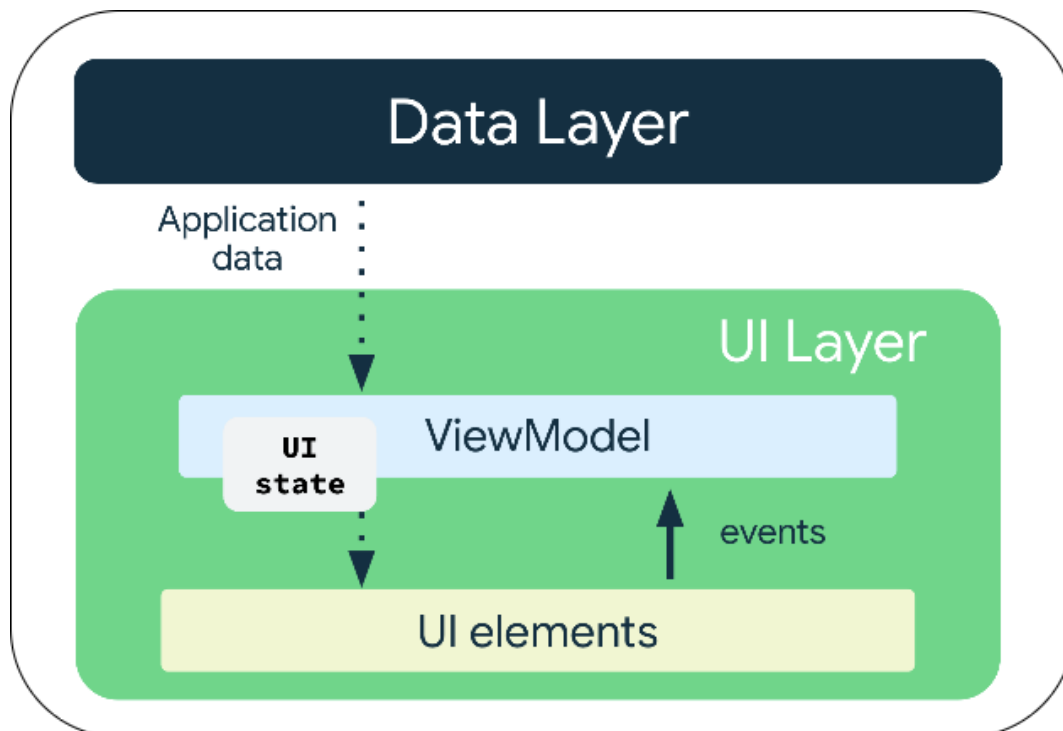 Data Layer
Application
data
UI Layer
ViewModel
UI
state
events
UI elements